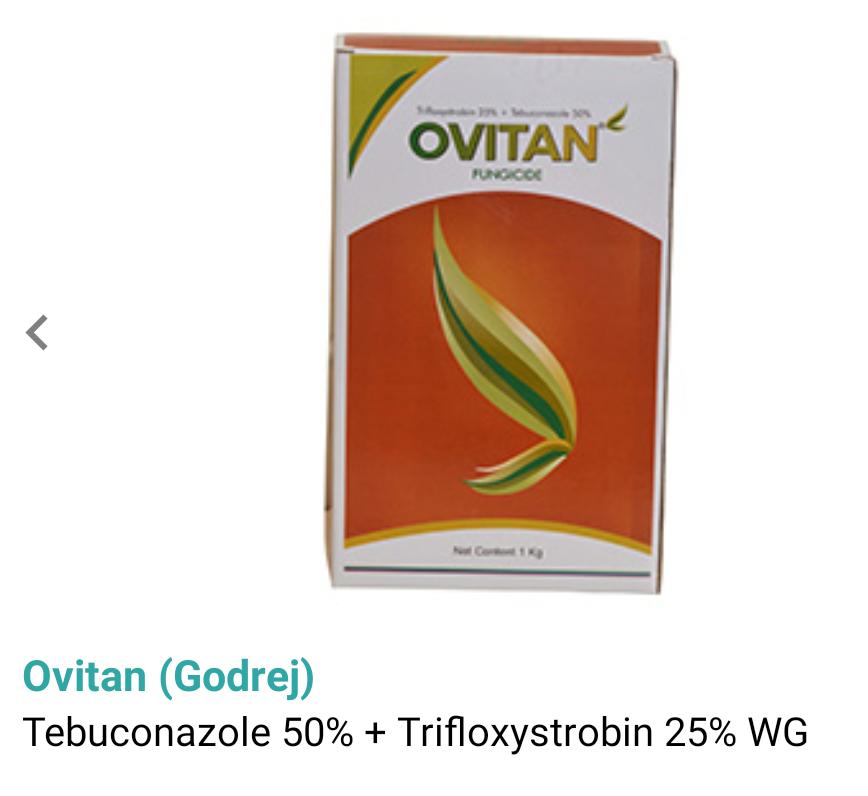 Trifloxystrobin 25% + Tebuconazole 50%
OVITAN
FUNGICIDE
Net Content 1 Kg
Ovitan (Godrej)
Tebuconazole 50% + Trifloxystrobin 25% WG